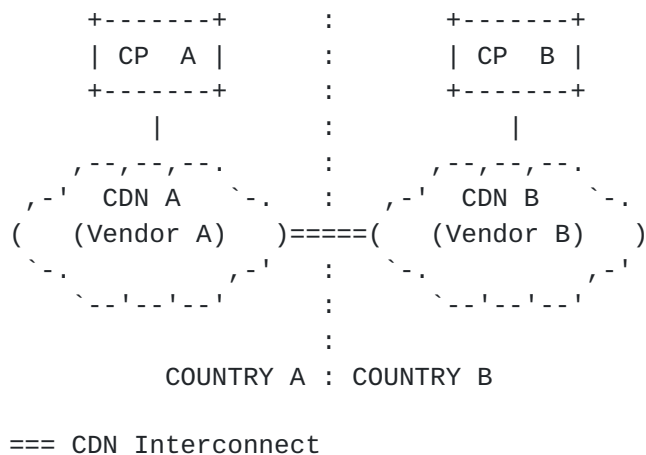 +-------+      :       +-------+
| CP  A |      :       | CP  B |
+-------+      :       +-------+
    |          :           |
,--,--,--.      :      ,--,--,--.
,-'  CDN A   `-.   :   ,-'  CDN B   `-.
(   (Vendor A)   )=====(   (Vendor B)   )
`-.          ,-'   :   `-.          ,-'
`--'--'--'      :      `--'--'--'
:
COUNTRY A : COUNTRY B
=== CDN Interconnect